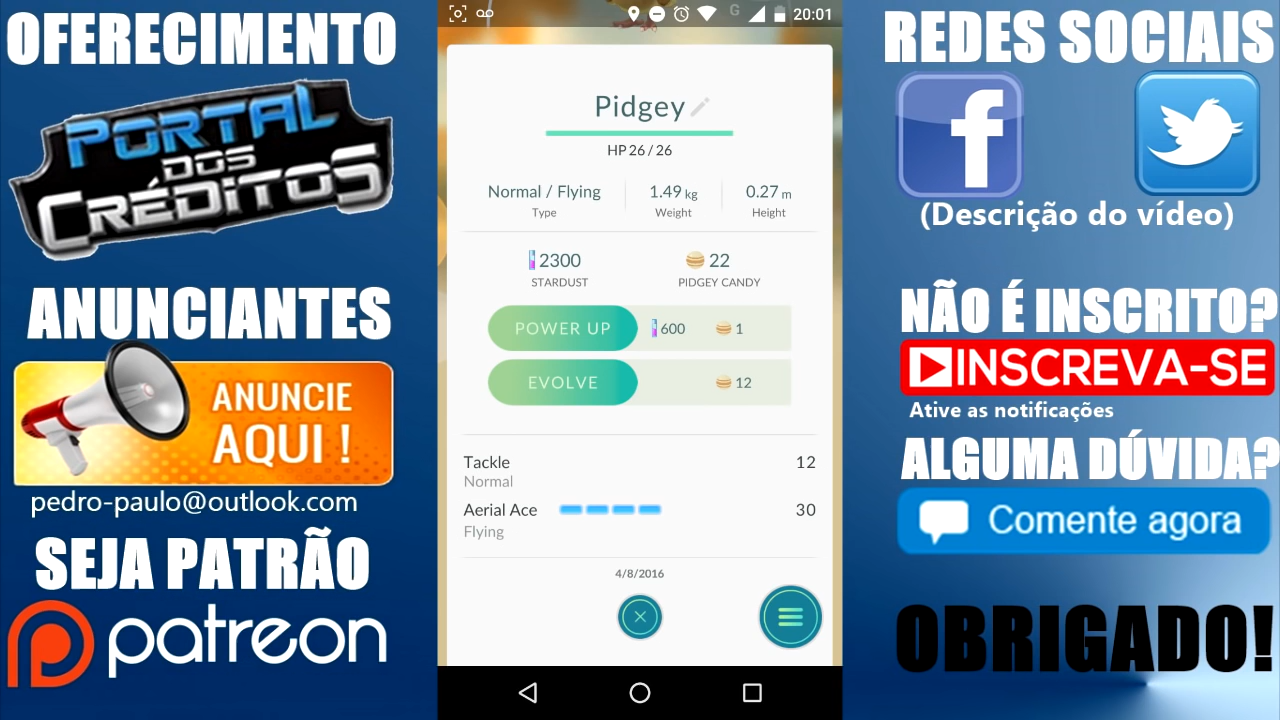 OFERECIMENTO
PORTAL
DOS
CRÉDITOS
ANUNCIANTES
ANUNCIE
AQUI !
pedro-paulo@outlook.com
SEJA PATRÃO
patreon
G
20:01
Pidgey
HP 26 / 26
Normal / Flying
1.49 kg
0.27 m
Type
Weight
Height
2300
22
STARDUST
PIDGEY CANDY
POWER UP
600
1
EVOLVE
12
Tackle
12
Normal
Aerial Ace
30
Flying
4/8/2016
REDES SOCIAIS
(Descrição do vídeo)
NÃO É INSCRITO?
INSCREVA-SE
Ative as notificações
ALGUMA DÚVIDA?
Comente agora
OBRIGADO!